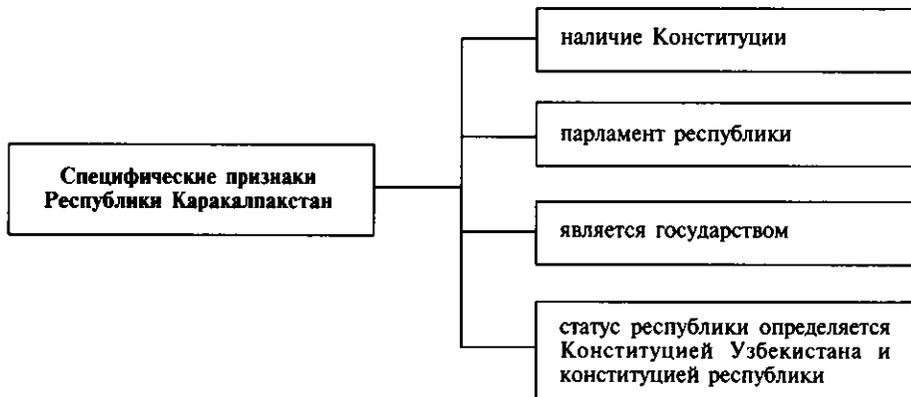 Специфические признаки
Республики Каракалпакстан
наличие Конституции
парламент республики
является государством
статус республики определяется
Конституцией Узбекистана и
конституцией республики